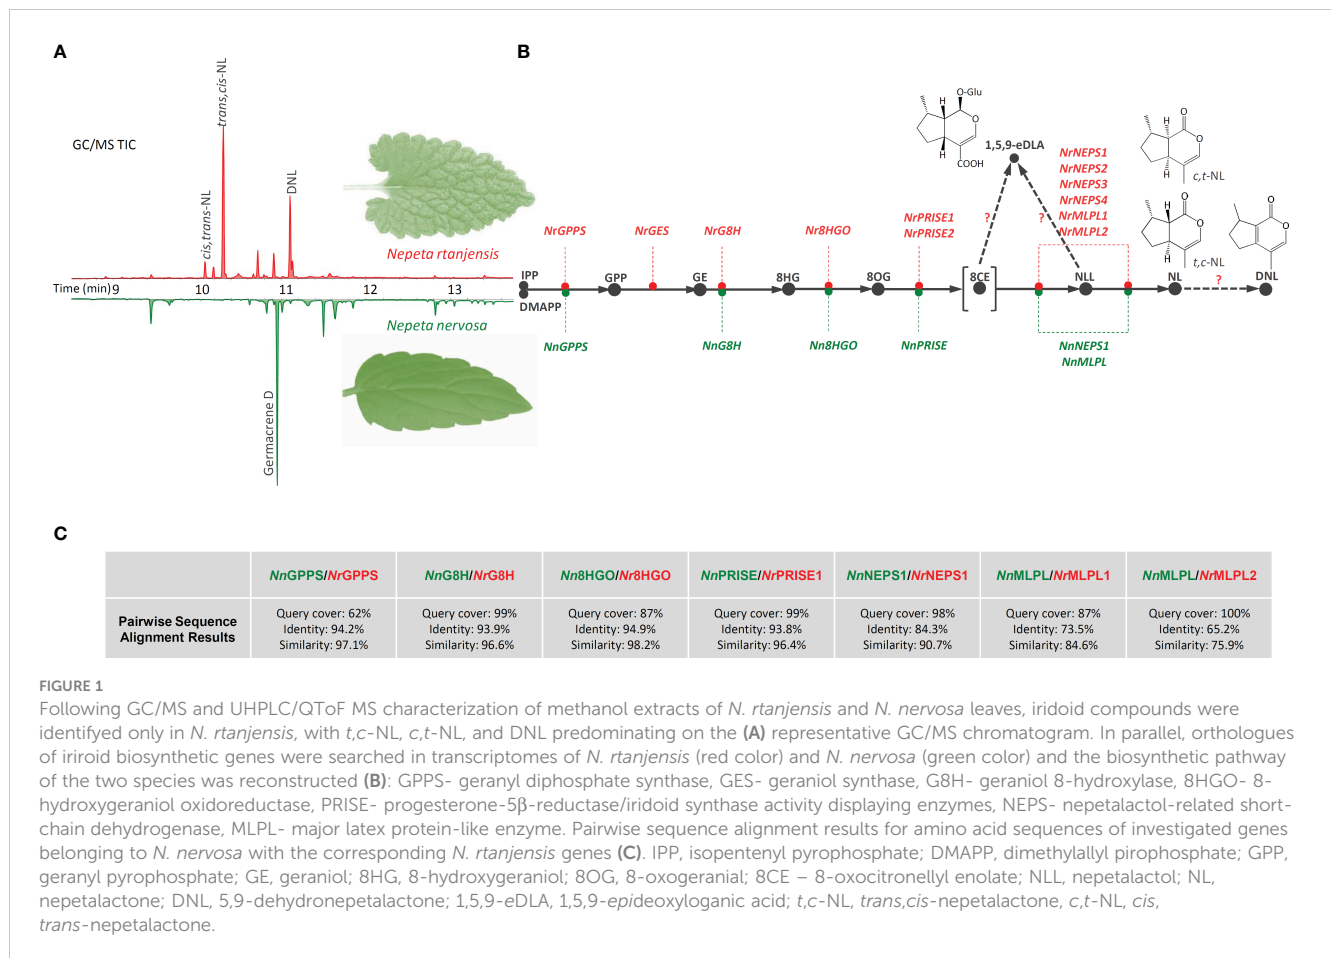 A
B
GC/MS TIC
cis,trans-NL
trans,cis-NL
DNL
Nepeta rtanjensis
Time (min) 9 10 11 12 13
Nepeta nervosa
Germacrene D
O-Glu
H
O
H
COOH
1,5,9-eDLA
NrNEPS1
NrNEPS2
NrNEPS3
NrNEPS4
NrMLPL1
NrMLPL2
O
H
O
H
c,t-NL
O
H
O
H
t,c-NL
O
O
NrGPPS
NrGES
NrG8H
Nr8HGO
NrPRISE1
NrPRISE2
?
?
?
IPP
DMAPP
GPP
GE
8HG
8OG
8CE
NLL
NL
DNL
NnGPPS
NnG8H
Nn8HGO
NnPRISE
NnNEPS1
NnMLPL
C
NnGPPS/NrGPPS NnG8H/NrG8H Nn8HGO/Nr8HGO NnPRISE/NrPRISE1 NnNEPS1/NrNEPS1 NnMLPL/NrMLPL1 NnMLPL/NrMLPL2
Pairwise Sequence
Alignment Results
Query cover: 62% Query cover: 99% Query cover: 87% Query cover: 99% Query cover: 98% Query cover: 87% Query cover: 100%
Identity: 94.2% Identity: 93.9% Identity: 94.9% Identity: 93.8% Identity: 84.3% Identity: 73.5% Identity: 65.2%
Similarity: 97.1% Similarity: 96.6% Similarity: 98.2% Similarity: 96.4% Similarity: 90.7% Similarity: 84.6% Similarity: 75.9%
FIGURE 1
Following GC/MS and UHPLC/QToF MS characterization of methanol extracts of N. rtanjensis and N. nervosa leaves, iridoid compounds were
identifyed only in N. rtanjensis, with t,c-NL, c,t-NL, and DNL predominating on the (A) representative GC/MS chromatogram. In parallel, orthologues
of iriroid biosynthetic genes were searched in transcriptomes of N. rtanjensis (red color) and N. nervosa (green color) and the biosynthetic pathway
of the two species was reconstructed (B): GPPS- geranyl diphosphate synthase, GES- geraniol synthase, G8H- geraniol 8-hydroxylase, 8HGO- 8-
hydroxygeraniol oxidoreductase, PRISE- progesterone-5β-reductase/iridoid synthase activity displaying enzymes, NEPS- nepetalactol-related short-
chain dehydrogenase, MLPL- major latex protein-like enzyme. Pairwise sequence alignment results for amino acid sequences of investigated genes
belonging to N. nervosa with the corresponding N. rtanjensis genes (C). IPP, isopentenyl pyrophosphate; DMAPP, dimethylallyl pirophosphate; GPP,
geranyl pyrophosphate; GE, geraniol; 8HG, 8-hydroxygeraniol; 8OG, 8-oxogeranial; 8CE – 8-oxocitronellyl enolate; NLL, nepetalactol; NL,
nepetalactone; DNL, 5,9-dehydronepetalactone; 1,5,9-eDLA, 1,5,9-epideoxyloganic acid; t,c-NL, trans,cis-nepetalactone, c,t-NL, cis,
trans-nepetalactone.